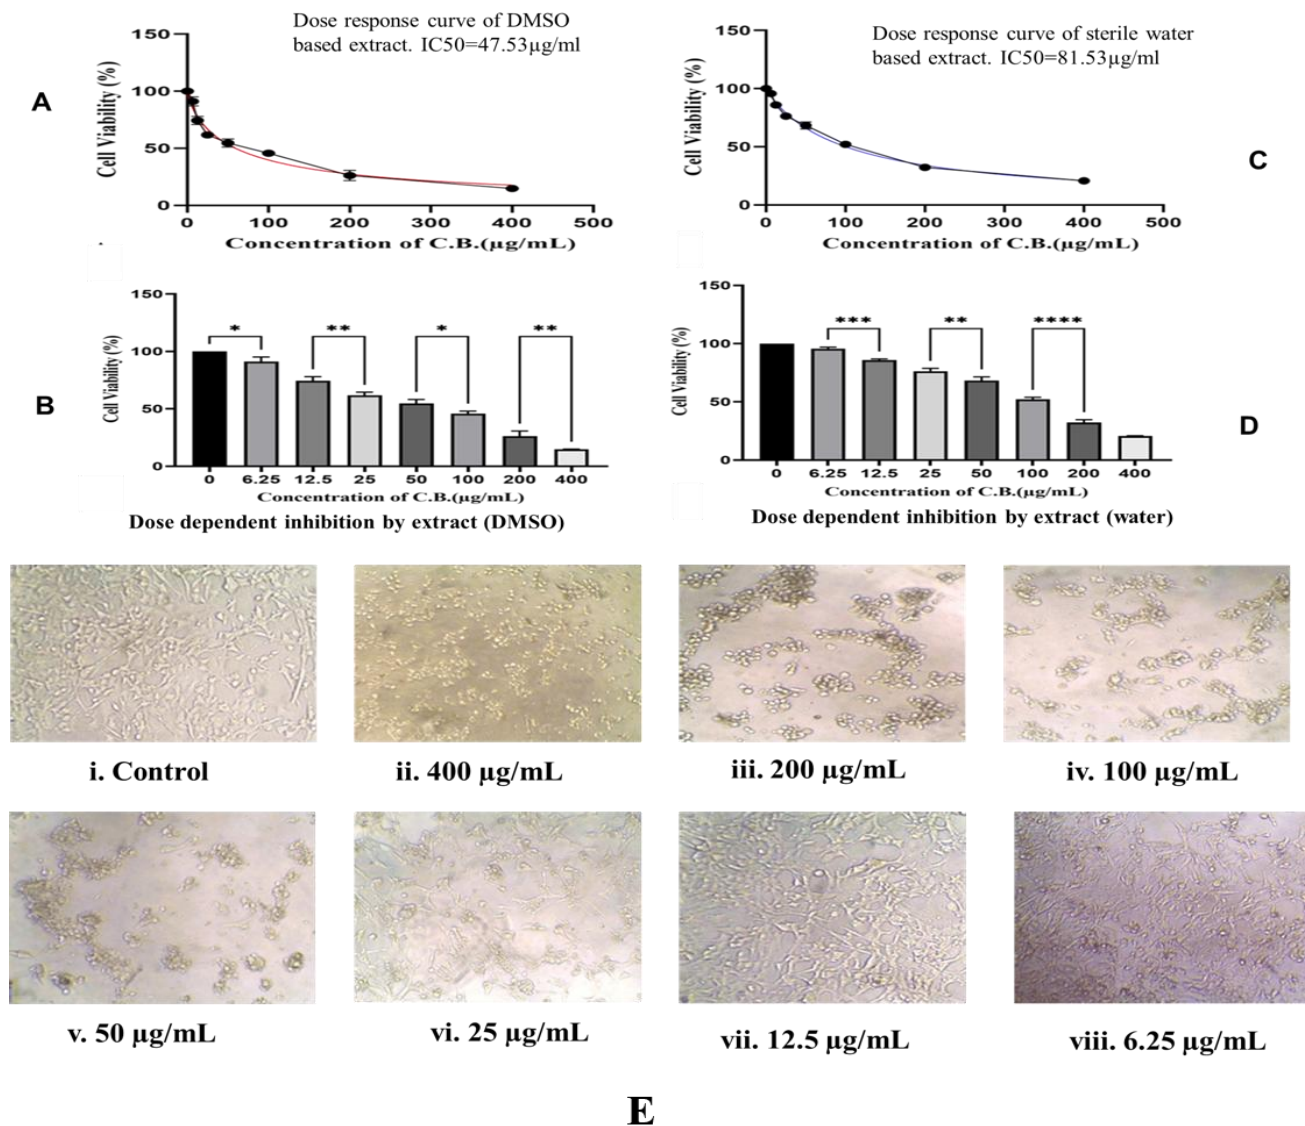 Dose response curve of DMSO
based extract. IC50=47.53µg/ml
A
Cell Viability (%)
150
100
50
0
0 100 200 300 400 500
Concentration of C.B.(µg/mL)
Dose response curve of sterile water
based extract. IC50=81.53µg/ml
C
Cell Viability (%)
150
100
50
0
0 100 200 300 400 500
Concentration of C.B.(µg/mL)
B
Cell Viability (%)
150
100
50
0
* ** * **
0 6.25 12.5 25 50 100 200 400
Concentration of C.B.(µg/mL)
Dose dependent inhibition by extract (DMSO)
D
Cell Viability (%)
150
100
50
0
*** ** ****
0 6.25 12.5 25 50 100 200 400
Concentration of C.B.(µg/mL)
Dose dependent inhibition by extract (water)
i. Control
ii. 400 µg/mL
iii. 200 µg/mL
iv. 100 µg/mL
v. 50 µg/mL
vi. 25 µg/mL
vii. 12.5 µg/mL
viii. 6.25 µg/mL
E